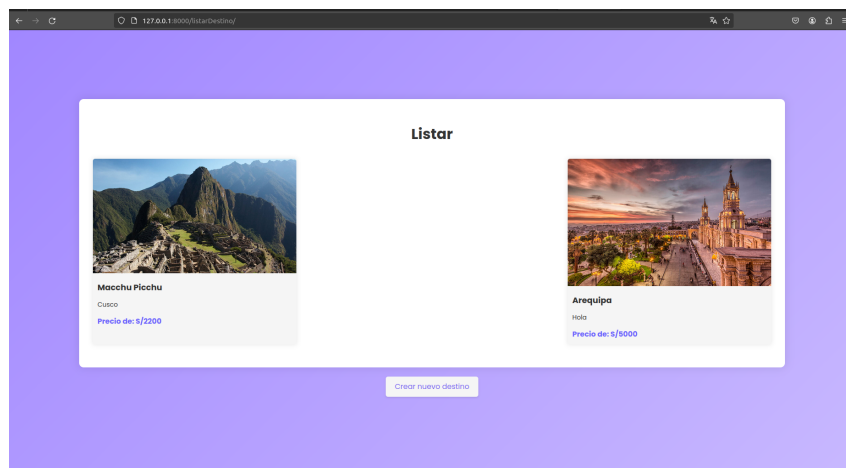 127.0.0.1:8000/listarDestino/
Listar
Macchu Picchu
Cusco
Precio de: S/2200
Arequipa
Hola
Precio de: S/5000
Crear nuevo destino